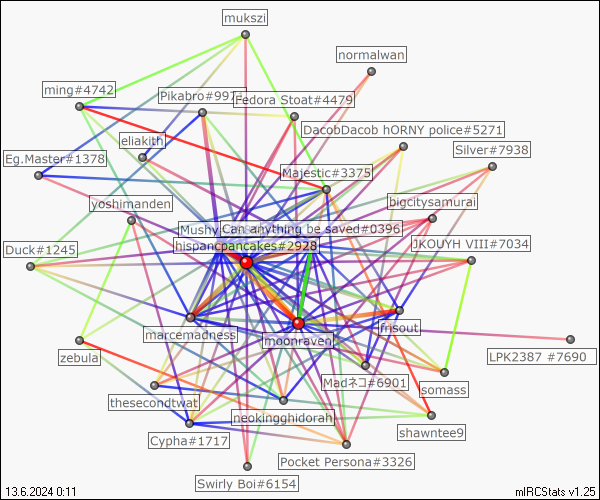 mukszi
normalwan
ming#4742
Pikabro#997
Fedora Stoat#4479
DacobDacob hORNY police#5271
eliakith
Silver#7938
Eg.Master#1378
Majestic#3375
yoshimanden
bigcitysamurai
Mushy
Can anything be saved#0396
Duck#1245
hispancpancakes#2928
JKOUYH VIII#7034
marcemadness
moonraven
frisout
zebula
LPK2387 #7690
Madネコ#6901
somass
thesecondtwat
neokingghidorah
shawntee9
Cypha#1717
Pocket Persona#3326
Swirly Boi#6154
13.6.2024 0:11
mIRCStats v1.25